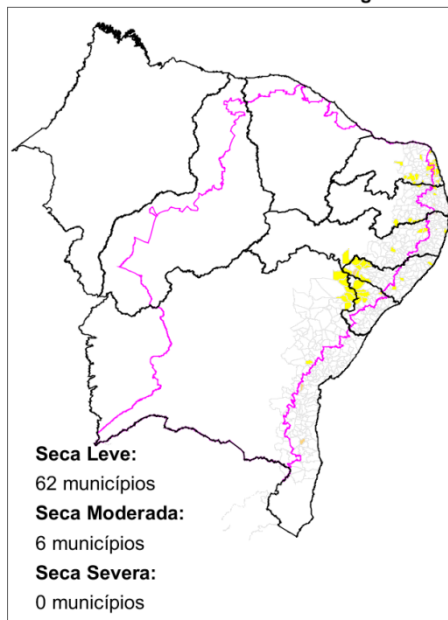 Seca Leve:
62 municípios
Seca Moderada:
6 municípios
Seca Severa:
0 municípios